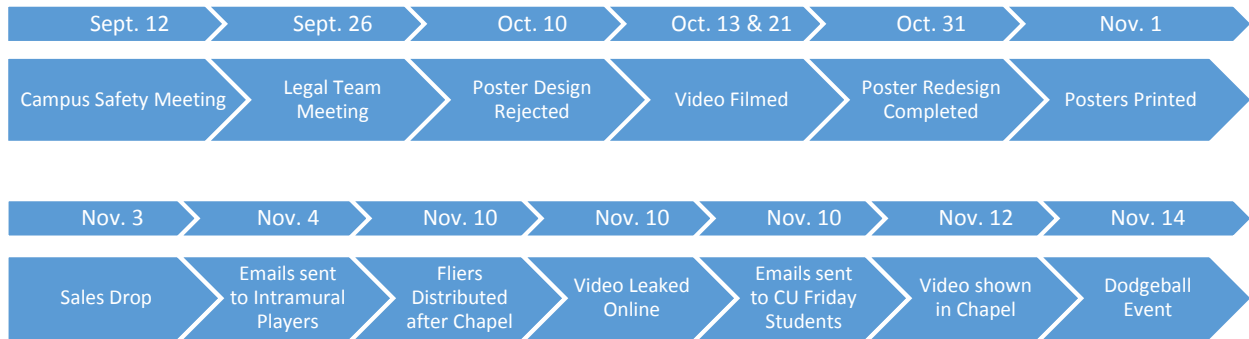 Sept. 12
Sept. 26
Oct. 10
Oct. 13 & 21
Oct. 31
Nov. 1
Campus Safety Meeting
Legal Team
Meeting
Poster Design
Rejected
Video Filmed
Poster Redesign
Completed
Posters Printed
Nov. 3
Nov. 4
Nov. 10
Nov. 10
Nov. 10
Nov. 12
Nov. 14
Sales Drop
Emails sent
to Intramural
Players
Fliers
Distributed
after Chapel
Video Leaked
Online
Emails sent
to CU Friday
Students
Video shown
in Chapel
Dodgeball
Event